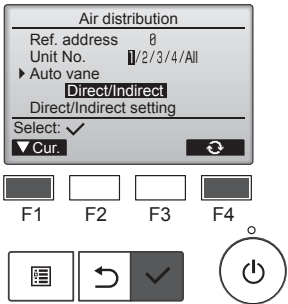 Air distribution
Ref. address 0
Unit No. 1/2/3/4/All
Auto vane
Direct/Indirect
Direct/Indirect setting
Select:
▼Cur.
F1 F2 F3 F4